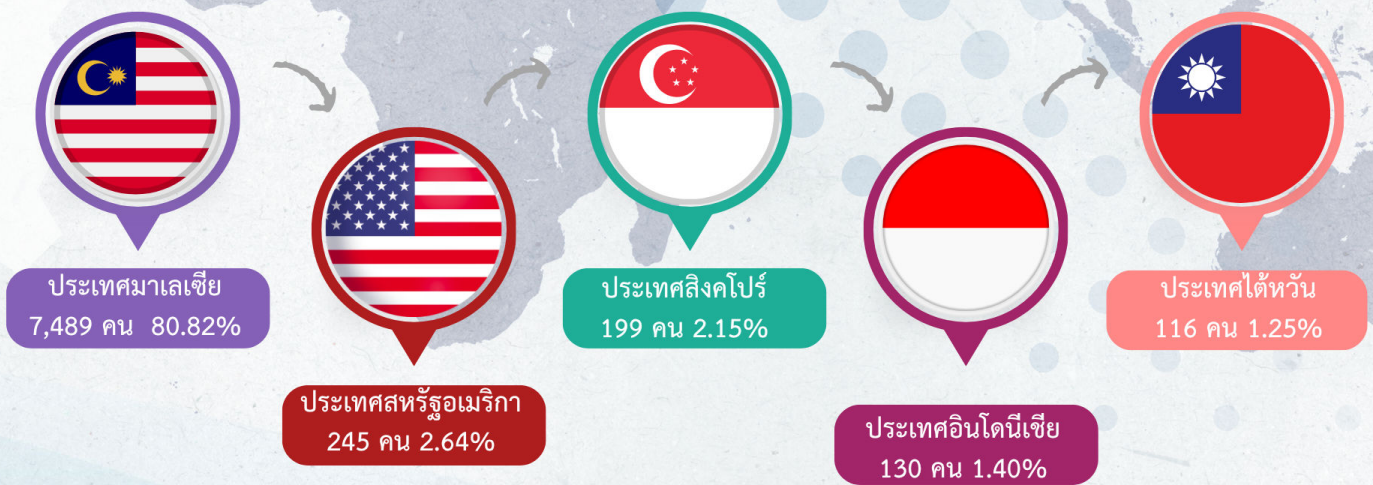 ประเทศมาเลเซีย
7,489 คน 80.82%
ประเทศสหรัฐอเมริกา
245 คน 2.64%
ประเทศสิงคโปร์
199 คน 2.15%
ประเทศอินโดนีเซีย
130 คน 1.40%
ประเทศไต้หวัน
116 คน 1.25%